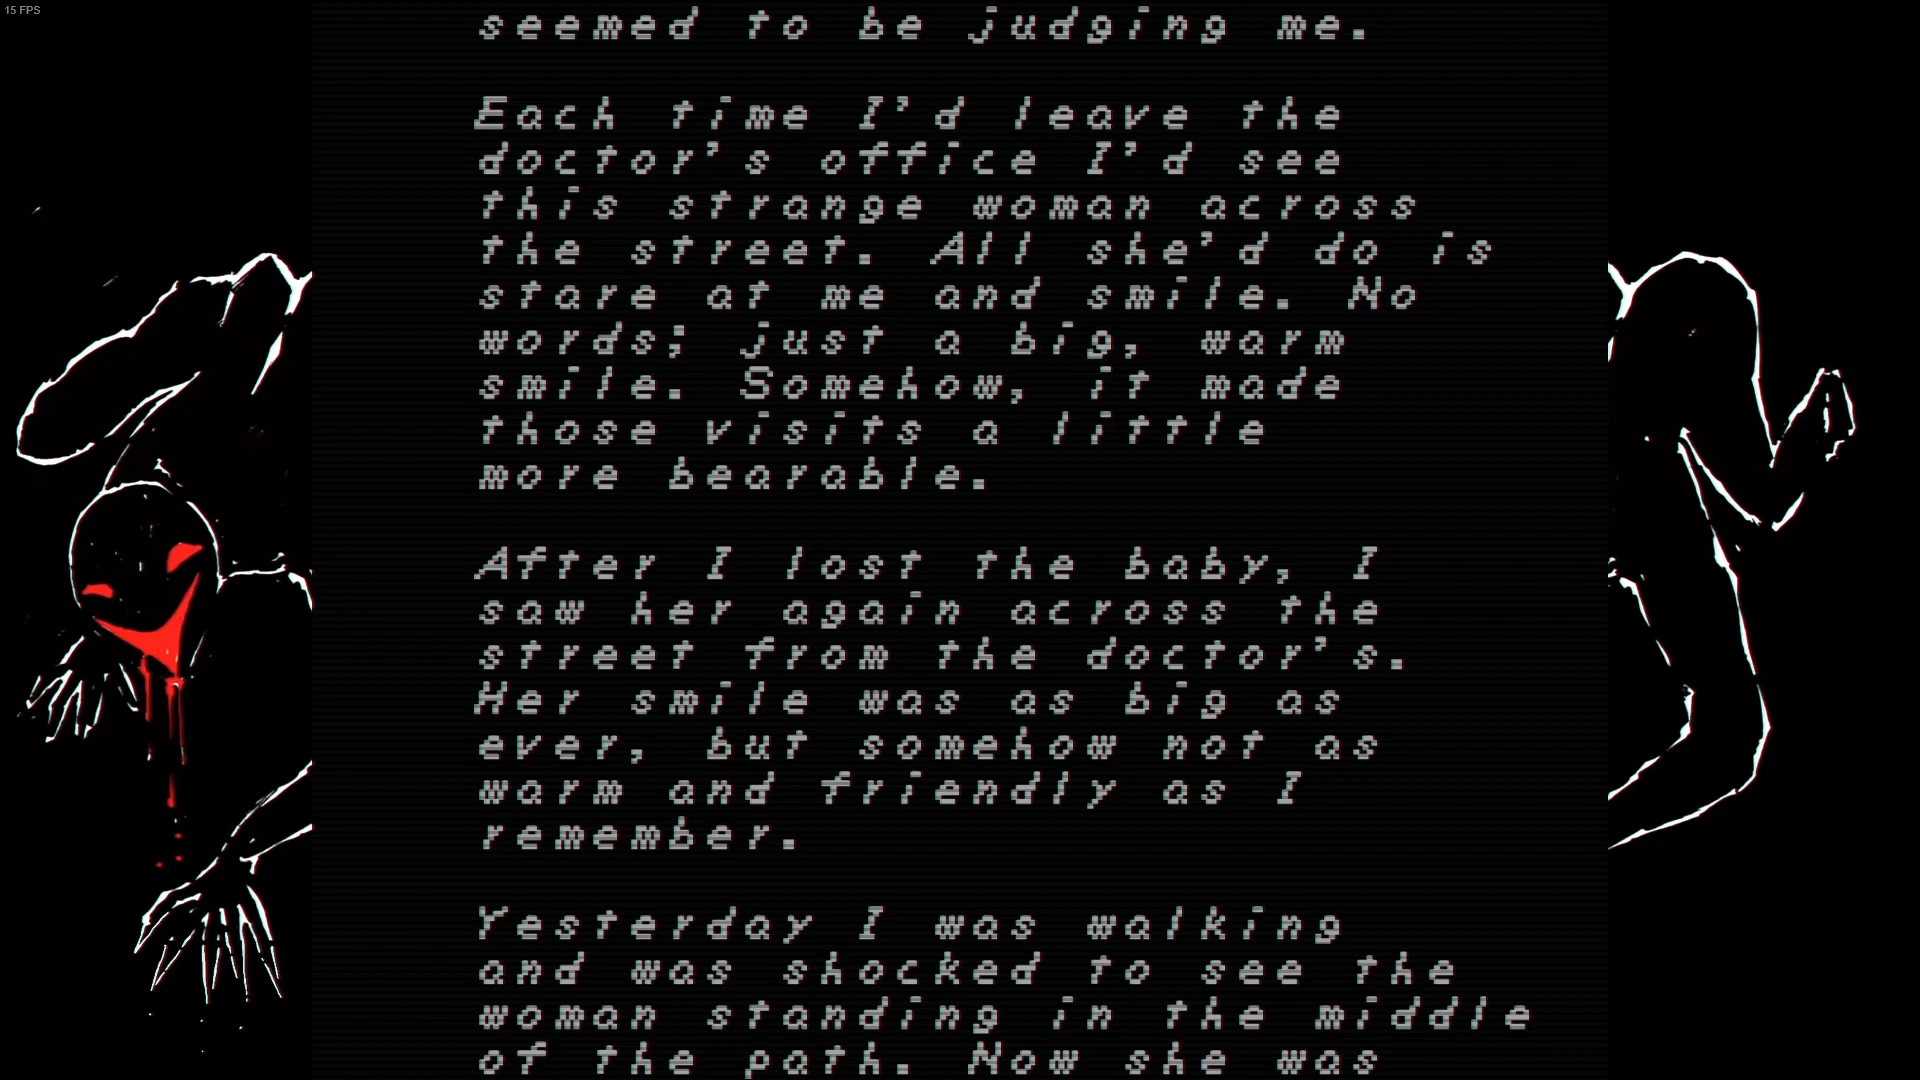 15 FPS
seemed to be judging me.
Each time I'd leave the
doctor's office I'd see
this strange woman across
the street. All she'd do is
stare at me and smile. No
words; just a big, warm
smile. Somehow, it made
those visits a little
more bearable.
After I lost the baby, I
saw her again across the
street from the doctor's.
Her smile was as big as
ever, but somehow not as
warm and friendly as I
remember.
Yesterday I was walking
and was shocked to see the
woman standing in the middle
of the path. Now she was